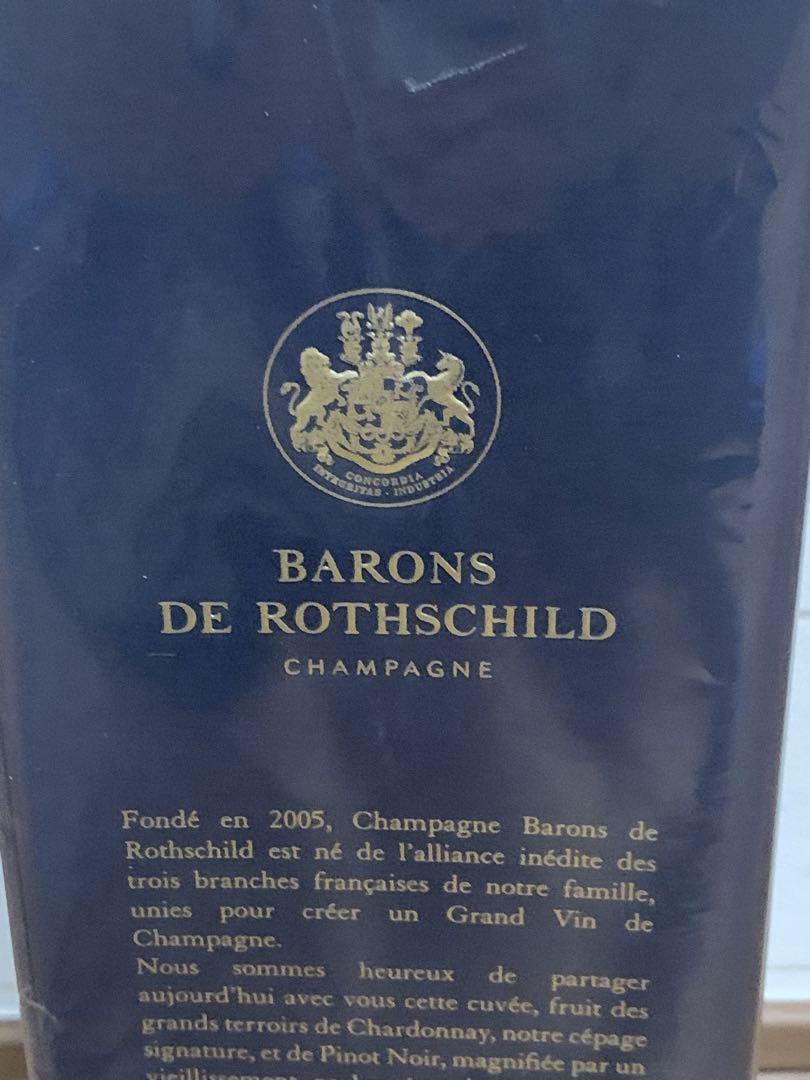 CONCORDIA
INTEGRITAS · INDUSTRIA
BARONS
DE ROTHSCHILD
CHAMPAGNE
Fondé en 2005, Champagne Barons de
Rothschild est né de l'alliance inédite des
trois branches françaises de notre famille,
unies pour créer un Grand Vin de
Champagne.
Nous sommes heureux de partager
aujourd'hui avec vous cette cuvée, fruit des
grands terroirs de Chardonnay, notre cépage
signature, et de Pinot Noir, magnifiée par un